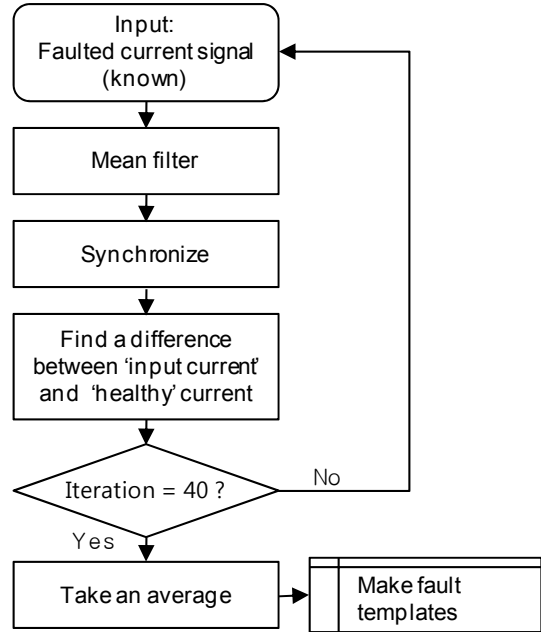 Input:
Faulted current signal
(known)
Mean filter
Synchronize
Find a difference
between ‘input current’
and ‘healthy’ current
Iteration = 40 ?
No
Yes
Take an average
Make fault
templates